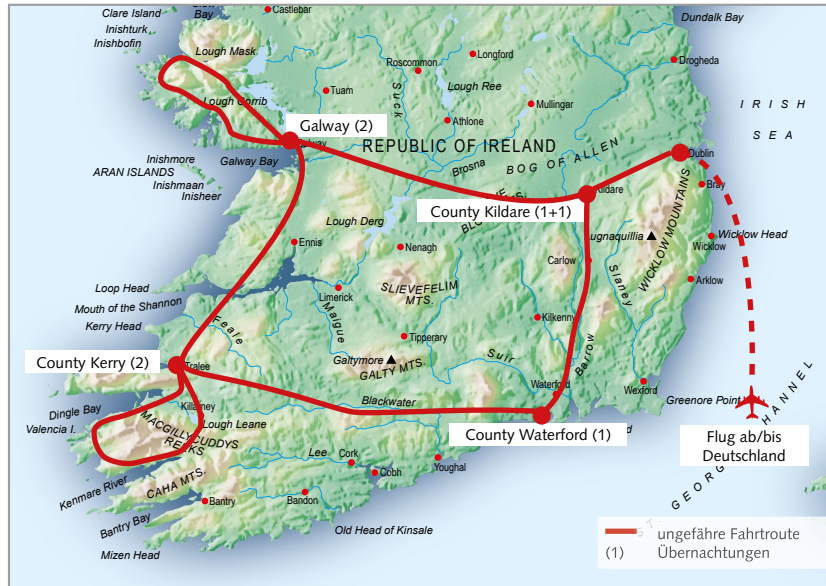 Clare Island
Bay
Castlebar
Dundalk Bay
Inishturk
Inishbofin
Lough Mask
Roscommon
Longford
Drogheda
Lough Ree
Tuam
Suck
Lough Corrib
Mullingar
IRISH
SEA
Athlone
Galway (2)
REPUBLIC OF IRELAND
Galway Bay
Brosna
BOG OF ALLEN
Dublin
Inishmore
ARAN ISLANDS
Inishmaan
Inisheer
Kildare
Bray
County Kildare (1+1)
Lough Derg
Ennis
Nenagh
WICKLOW MOUNTAINS
Wicklow Head
Wicklow
Carlow
Slaney
Arklow
Loop Head
Limerick
SLIEVEFELIM
MTS.
Mouth of the Shannon
Kerry Head
Feale
Maigue
Kilkenny
Tipperary
Barrow
County Kerry (2)
Tralee
Galtymore
GALTY MTS.
Suir
Waterford
Wexford
Killarney
Blackwater
Greenore Point
Dingle Bay
Valencia I.
Lough Leane
MACGILLYCUDDYS
REEKS
County Waterford (1)
Flug ab/bis
Deutschland
Lee
Cork
Youghal
Cobh
Kenmare River
CAHA MTS.
Bantry
Bandon
Bantry Bay
Old Head of Kinsale
Mizen Head
ST. GEORGE CHANNEL
ungefähre Fahrtroute
(1) Übernachtungen